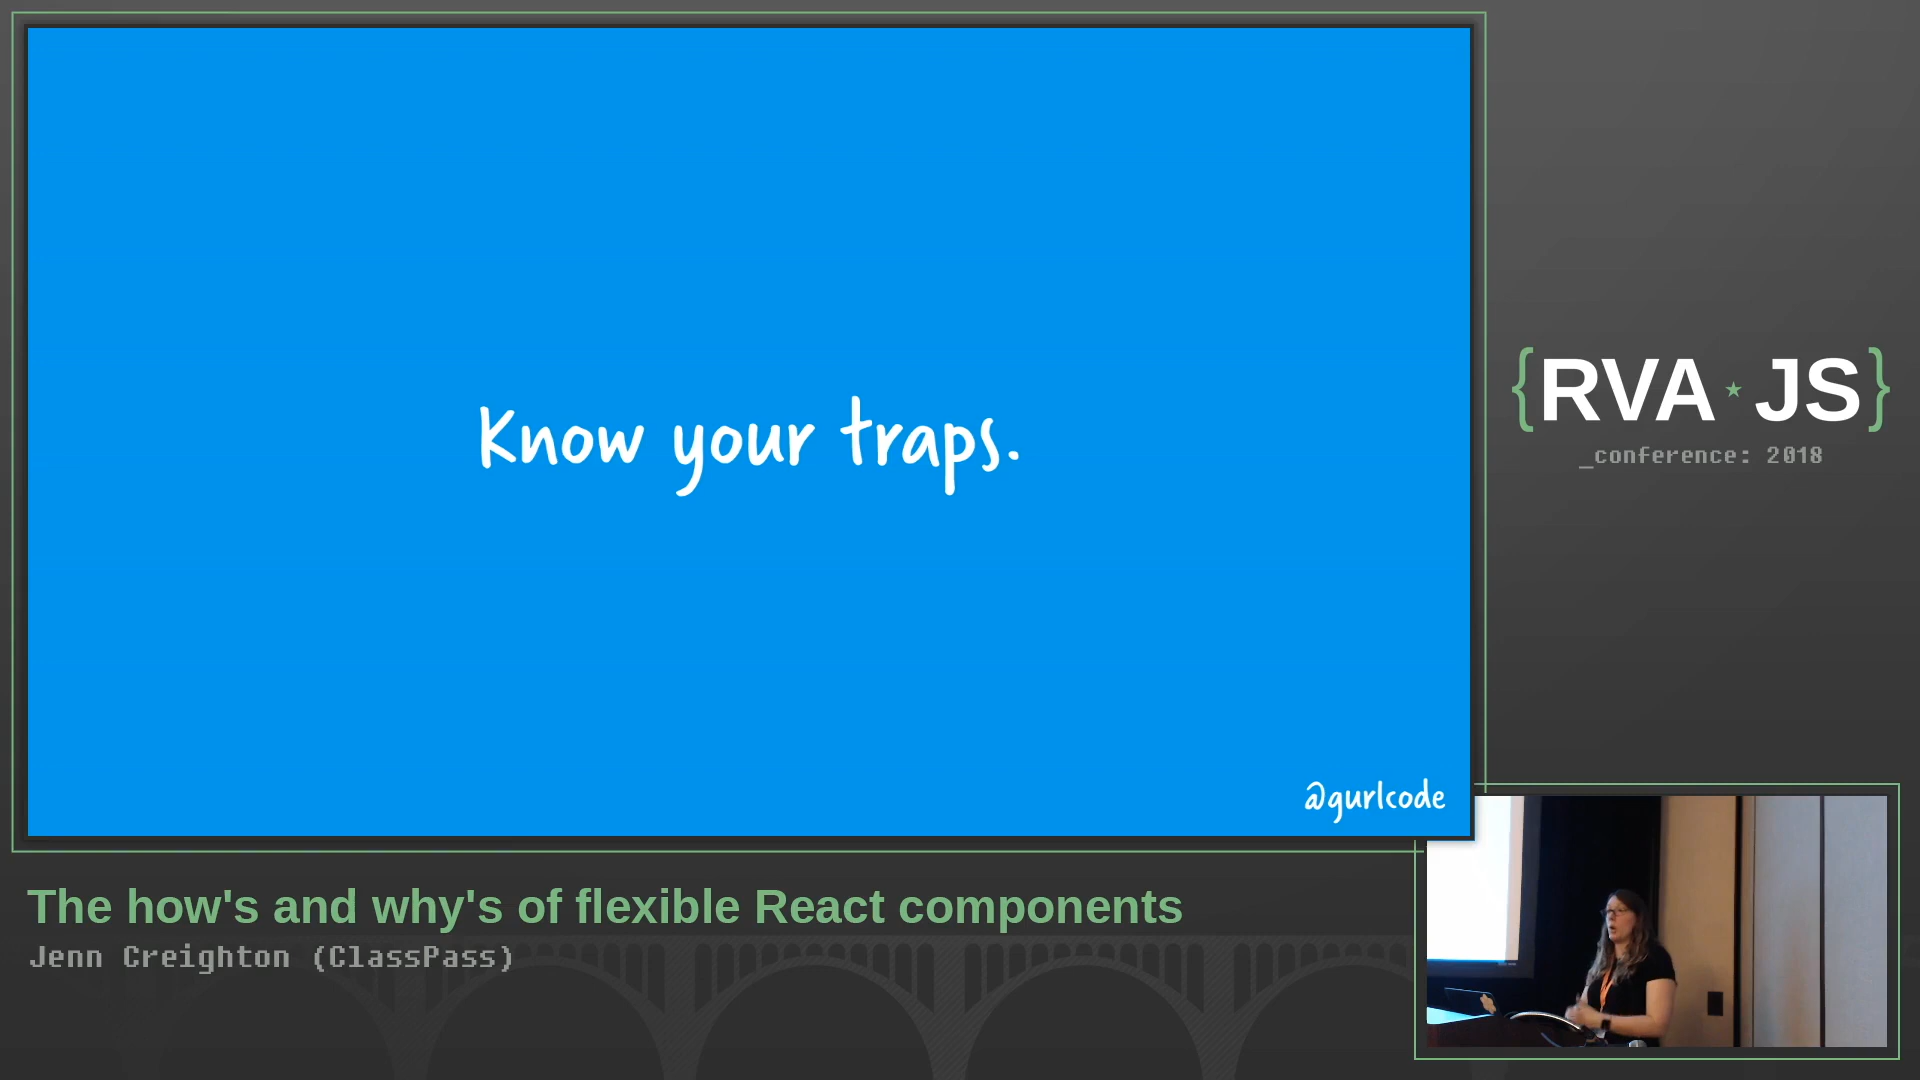 Know your traps.
@gurlcode
{RVA★JS}
_conference: 2018
The how's and why's of flexible React components
Jenn Creighton (ClassPass)